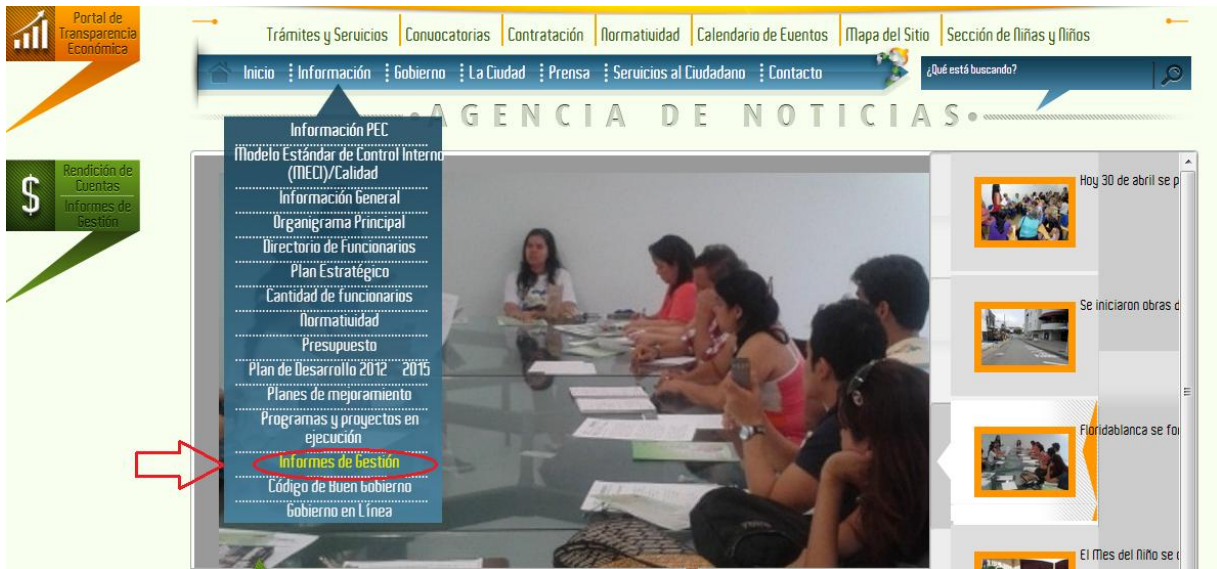 Portal de
Transparencia
Económica
Trámites y Servicios
Convocatorias
Contratación
Normatividad
Calendario de Eventos
Mapa del Sitio
Sección de Niñas y Niños
Inicio
Información
Gobierno
La Ciudad
Prensa
Servicios al Ciudadano
Contacto
¿Qué está buscando?
AGENCIA DE NOTICIAS
Rendición de
Cuentas
Informes de
Gestión
Información PEC
Modelo Estándar de Control Interno
(MECI)/Calidad
Información General
Organigrama Principal
Directorio de Funcionarios
Plan Estratégico
Cantidad de funcionarios
Normatividad
Presupuesto
Plan de Desarrollo 2012 2015
Planes de mejoramiento
Programas y proyectos en
ejecución
Informes de Gestión
Código de Buen Gobierno
Gobierno en Línea
Hoy 30 de abril se p
Se iniciaron obras d
Floridablanca se fo
El Mes del Niño se